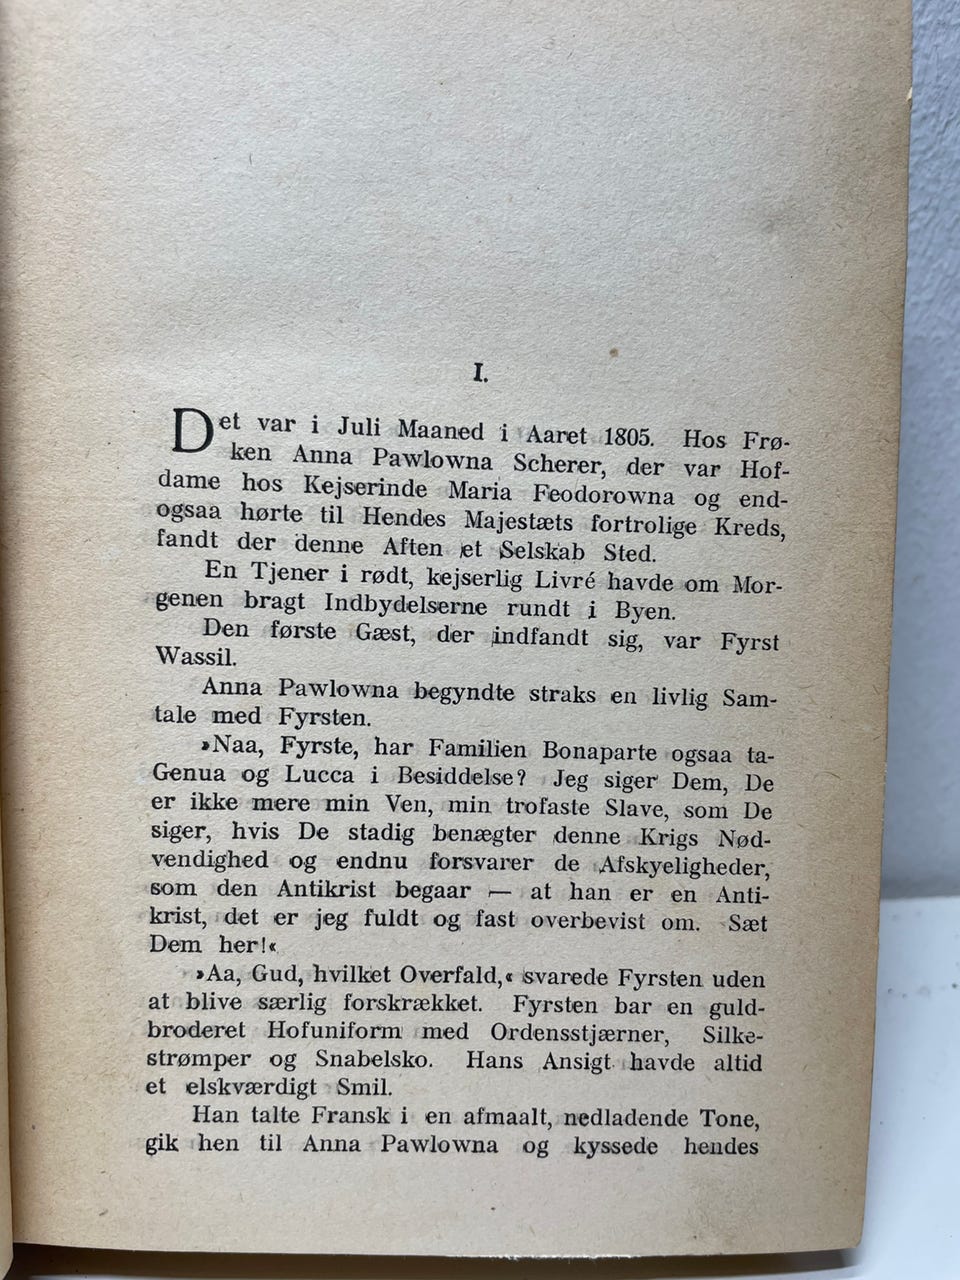 I.
Det var i Juli Maaned i Aaret 1805. Hos Frø-
ken Anna Pawlowna Scherer, der var Hof-
dame hos Kejserinde Maria Feodorowna og end-
ogsaa hørte til Hendes Majestæts fortrolige Kreds,
fandt der denne Aften et Selskab Sted.
En Tjener i rødt, kejserlig Livré havde om Mor-
genen bragt Indbydelserne rundt i Byen.
Den første Gæst, der indfandt sig, var Fyrst
Wassil.
Anna Pawlowna begyndte straks en livlig Sam-
tale med Fyrsten.
»Naa, Fyrste, har Familien Bonaparte ogsaa ta-
Genua og Lucca i Besiddelse? Jeg siger Dem, De
er ikke mere min Ven, min trofaste Slave, som De
siger, hvis De stadig benægter denne Krigs Nød-
vendighed og endnu forsvarer de Afskyeligheder,
som den Antikrist begaar — at han er en Anti-
krist, det er jeg fuldt og fast overbevist om. Sæt
Dem her!«
»Aa, Gud, hvilket Overfald,« svarede Fyrsten uden
at blive særlig forskrækket. Fyrsten bar en guld-
broderet Hofuniform med Ordensstjærner, Silke-
strømper og Snabelsko. Hans Ansigt havde altid
et elskværdigt Smil.
Han talte Fransk i en afmaalt, nedladende Tone,
gik hen til Anna Pawlowna og kyssede hendes